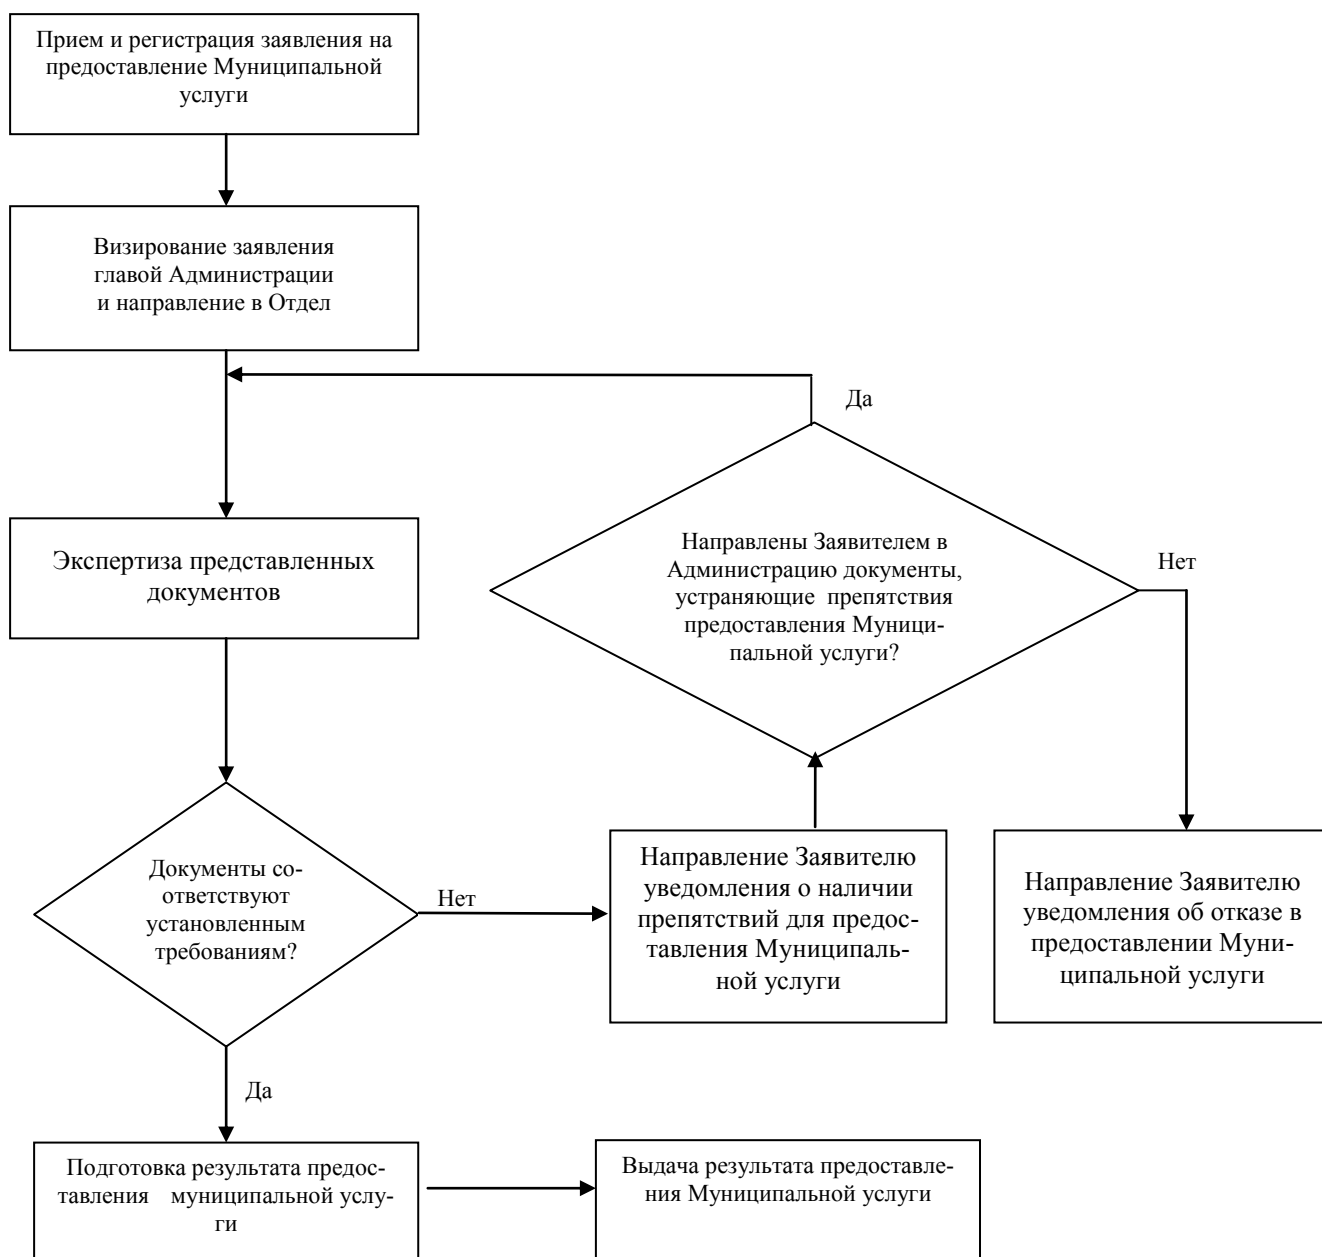 Прием и регистрация заявления на
предоставление Муниципальной
услуги
Визирование заявления
главой Администрации
и направление в Отдел
Да
Экспертиза представленных
документов
Направлены Заявителем в
Администрацию документы,
устраняющие препятствия
предоставления Муници-
пальной услуги?
Нет
Документы со-
ответствуют
установленным
требованиям?
Нет
Направление Заявителю
уведомления о наличии
препятствий для предос-
тавления Муниципаль-
ной услуги
Направление Заявителю
уведомления об отказе в
предоставлении Муни-
ципальной услуги
Да
Подготовка результата предос-
тавления муниципальной услу-
ги
Выдача результата предоставле-
ния Муниципальной услуги